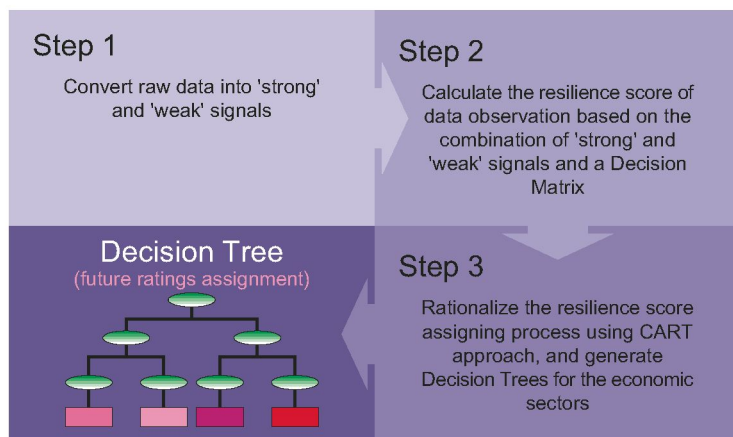 Step 1
Convert raw data into 'strong'
and 'weak' signals
Step 2
Calculate the resilience score of
data observation based on the
combination of 'strong' and
'weak' signals and a Decision
Matrix
Step 3
Rationalize the resilience score
assigning process using CART
approach, and generate
Decision Trees for the economic
sectors
Decision Tree
(future ratings assignment)